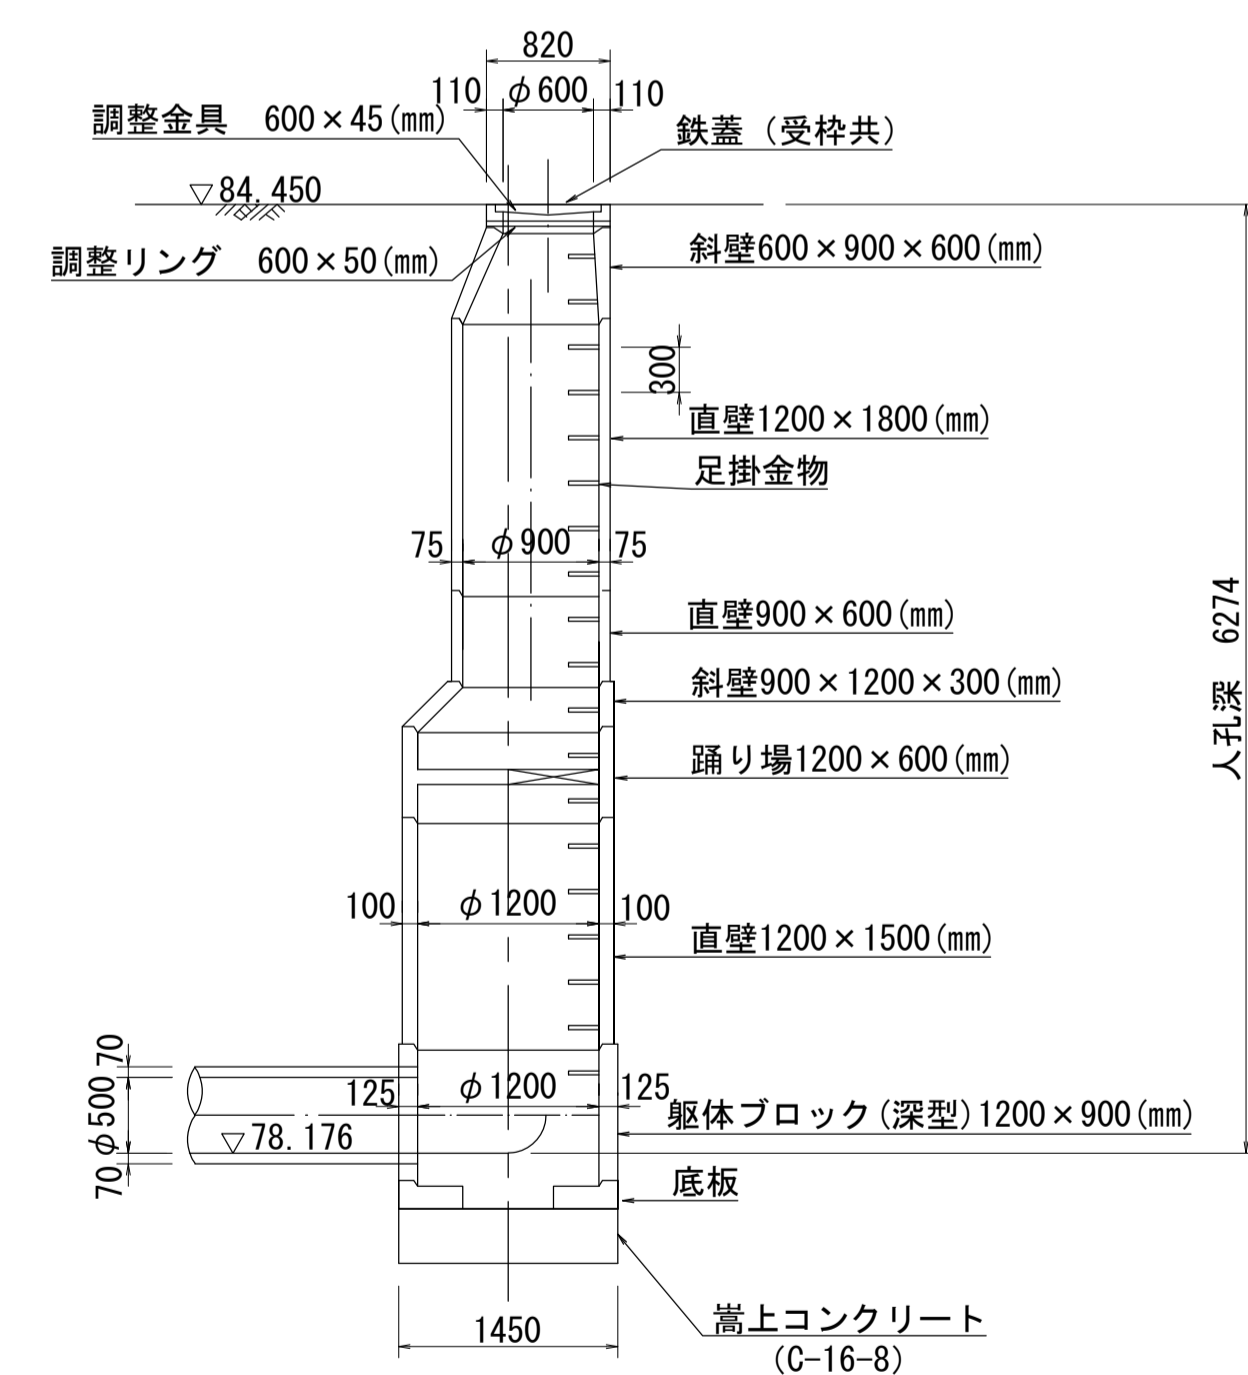 820
110 φ600 110
調整金具 600×45(㎜)
鉄蓋（受枠共）
▽84.450
調整リング 600×50(㎜)
斜壁600×900×600(㎜)
300
直壁1200×1800(㎜)
足掛金物
75 φ900 75
直壁900×600(㎜)
斜壁900×1200×300(㎜)
人孔深 6274
踊り場1200×600(㎜)
100 φ1200 100
直壁1200×1500(㎜)
70 φ500 70
125 φ1200 125
躯体ブロック(深型)1200×900(㎜)
▽78.176
底板
嵩上コンクリート
(C-16-8)
1450